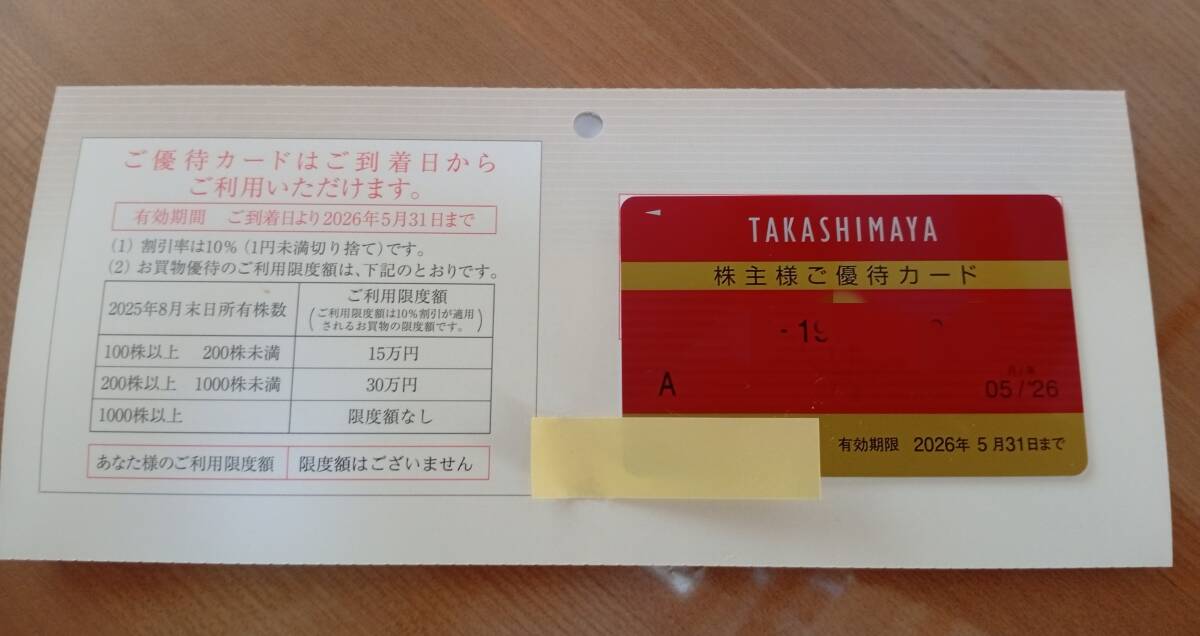 ご優待カードはご到着日から
ご利用いただけます。
有効期間 ご到着日より2026年5月31日まで
(1) 割引率は10% (1円未満切り捨て)です。
(2) お買物優待のご利用限度額は、下記のとおりです。
2025年8月末日所有株数
ご利用限度額
(ご利用限度額は10%割引が適用
されるお買物の限度額です。)
100株以上 200株未満 15万円
200株以上 1000株未満 30万円
1000株以上 限度額なし
あなた様のご利用限度額 限度額はございません
TAKASHIMAYA
株主様ご優待カード
A
05/'26
有効期限 2026年 5月31日まで